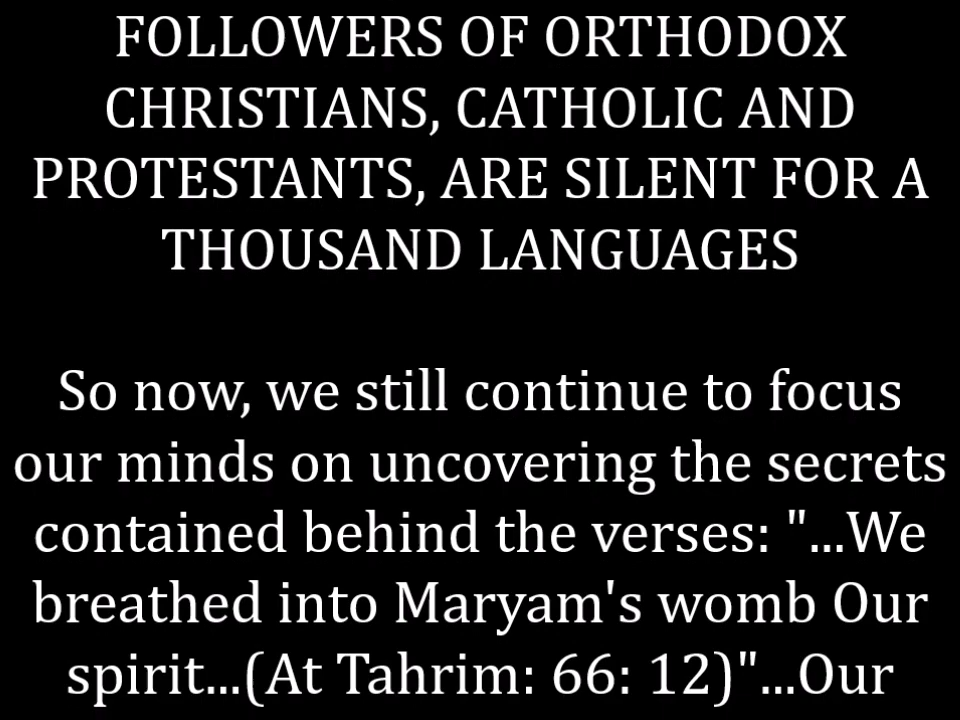 FOLLOWERS OF ORTHODOX
CHRISTIANS, CATHOLIC AND
PROTESTANTS, ARE SILENT FOR A
THOUSAND LANGUAGES
So now, we still continue to focus
our minds on uncovering the secrets
contained behind the verses: "...We
breathed into Maryam's womb Our
spirit...(At Tahrim: 66: 12)"...Our